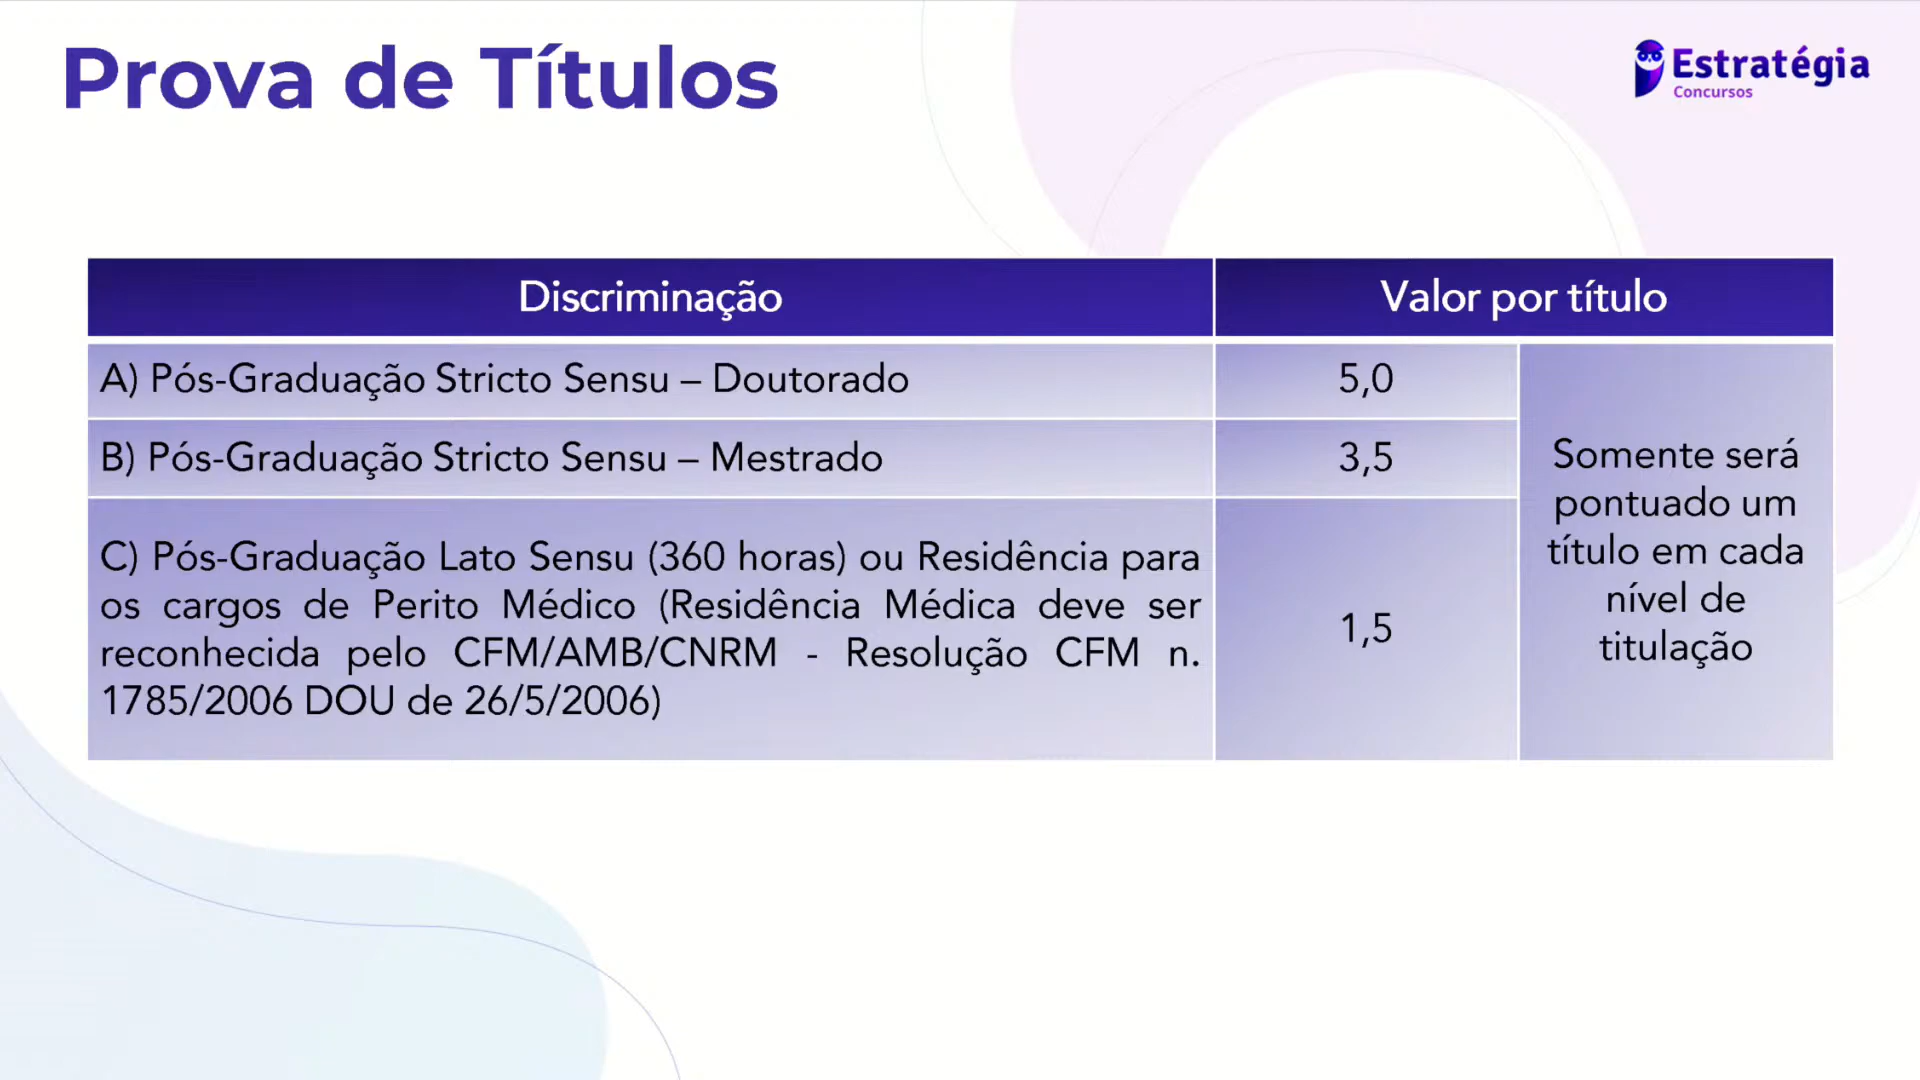 Prova de Títulos
Estratégia
Concursos
Discriminação
Valor por título
A) Pós-Graduação Stricto Sensu – Doutorado
5,0
B) Pós-Graduação Stricto Sensu – Mestrado
3,5
C) Pós-Graduação Lato Sensu (360 horas) ou Residência para
os cargos de Perito Médico (Residência Médica deve ser
reconhecida pelo CFM/AMB/CNRM - Resolução CFM n.
1785/2006 DOU de 26/5/2006)
1,5
Somente será
pontuado um
título em cada
nível de
titulação